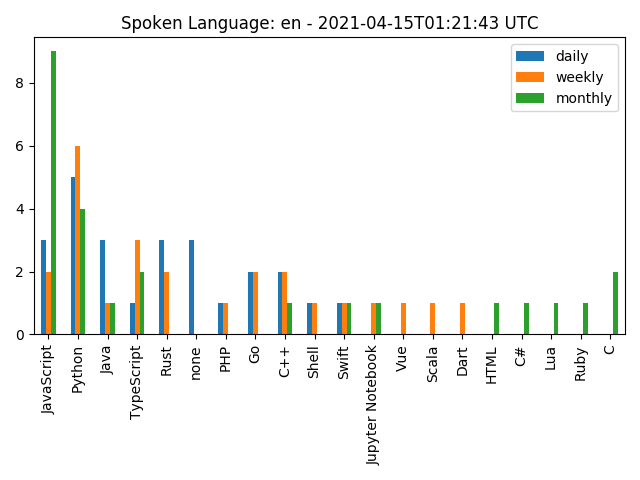 Spoken Language: en - 2021-04-15T01:21:43 UTC
daily
weekly
monthly
8
6
4
2
0
JavaScript
Python
Java
TypeScript
Rust
none
PHP
Go
C++
Shell
Swift
Jupyter Notebook
Vue
Scala
Dart
HTML
C#
Lua
Ruby
C